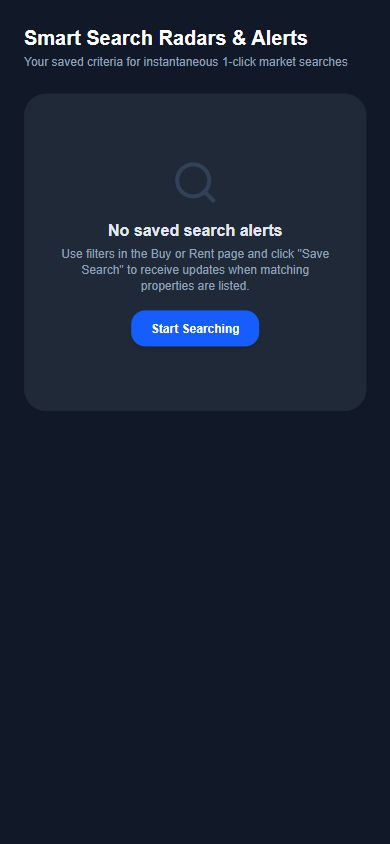 Smart Search Radars & Alerts
Your saved criteria for instantaneous 1-click market searches
No saved search alerts
Use filters in the Buy or Rent page and click "Save
Search" to receive updates when matching
properties are listed.
Start Searching